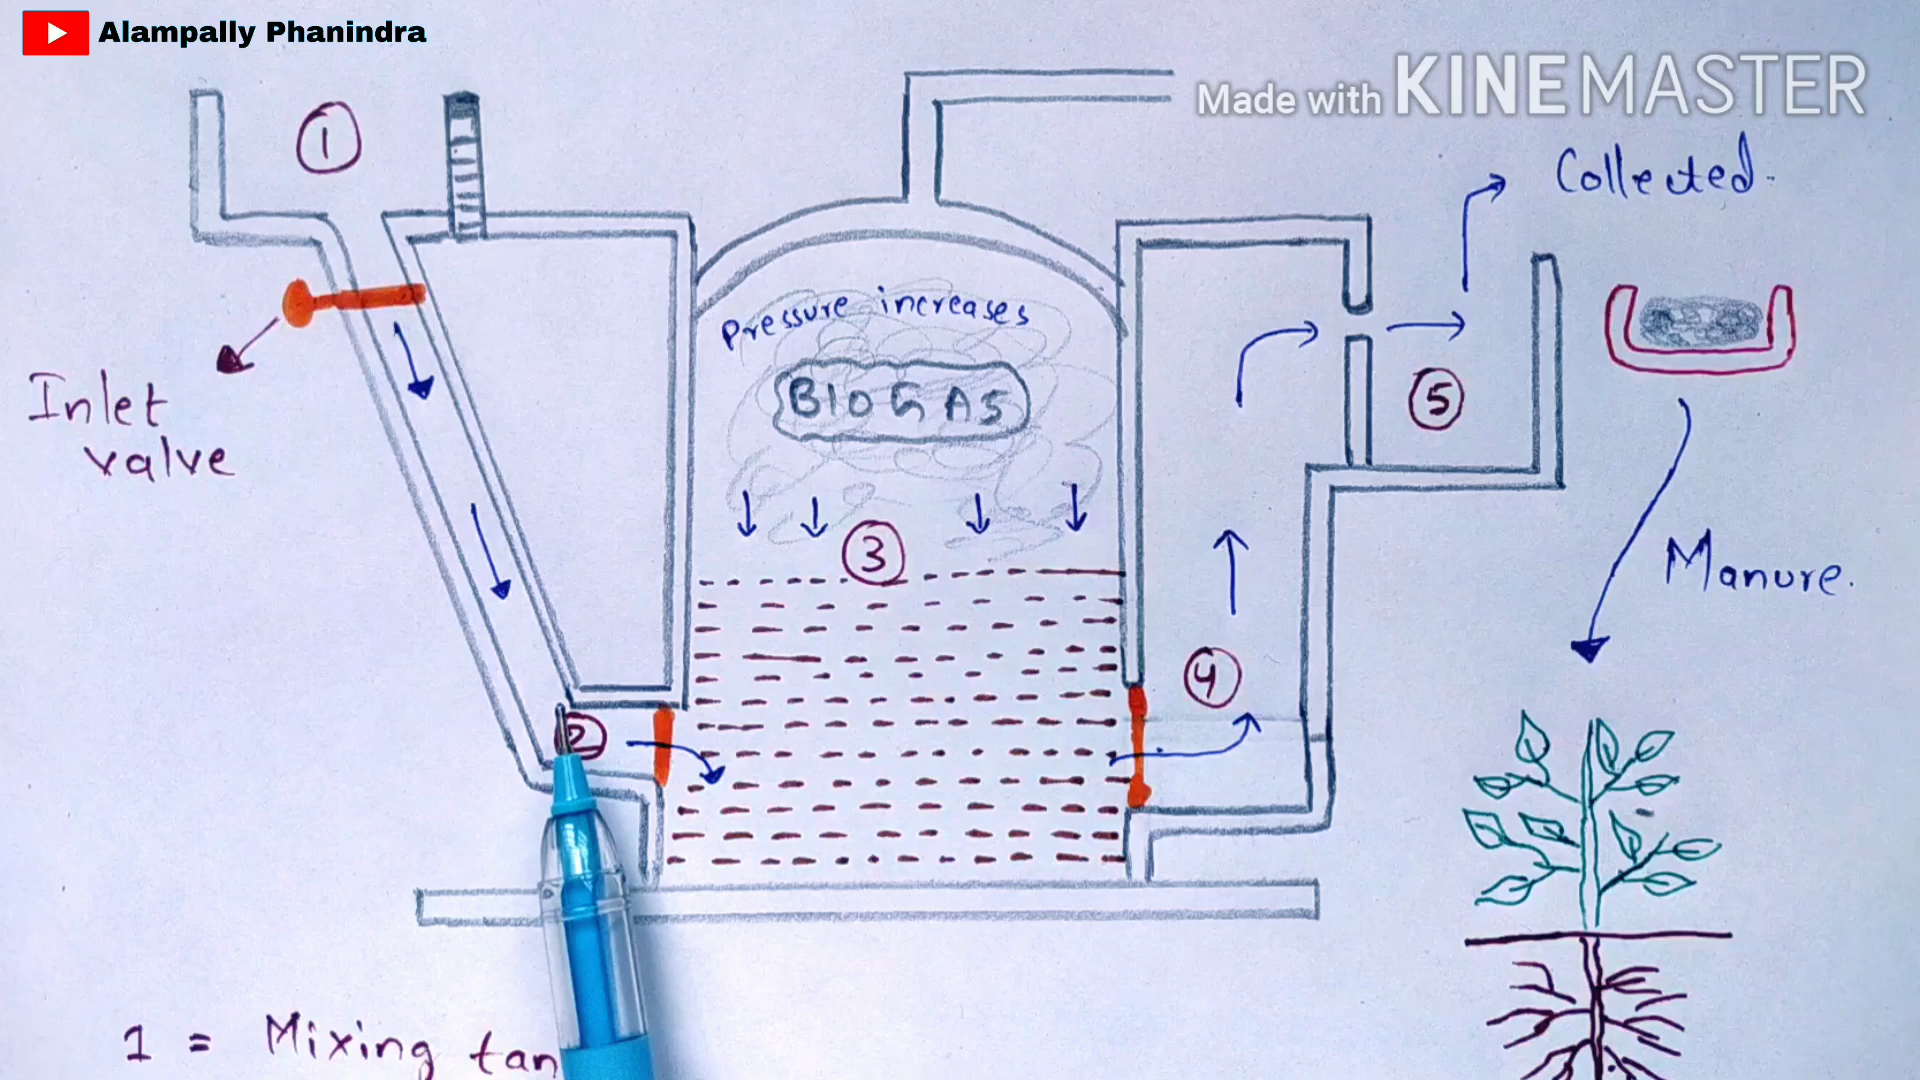 Alampally Phanindra
Made with KINEMASTER
1
Collected.
Pressure increases
BIOGAS
Inlet
valve
5
3
Manure.
4
2
1 = Mixing tan